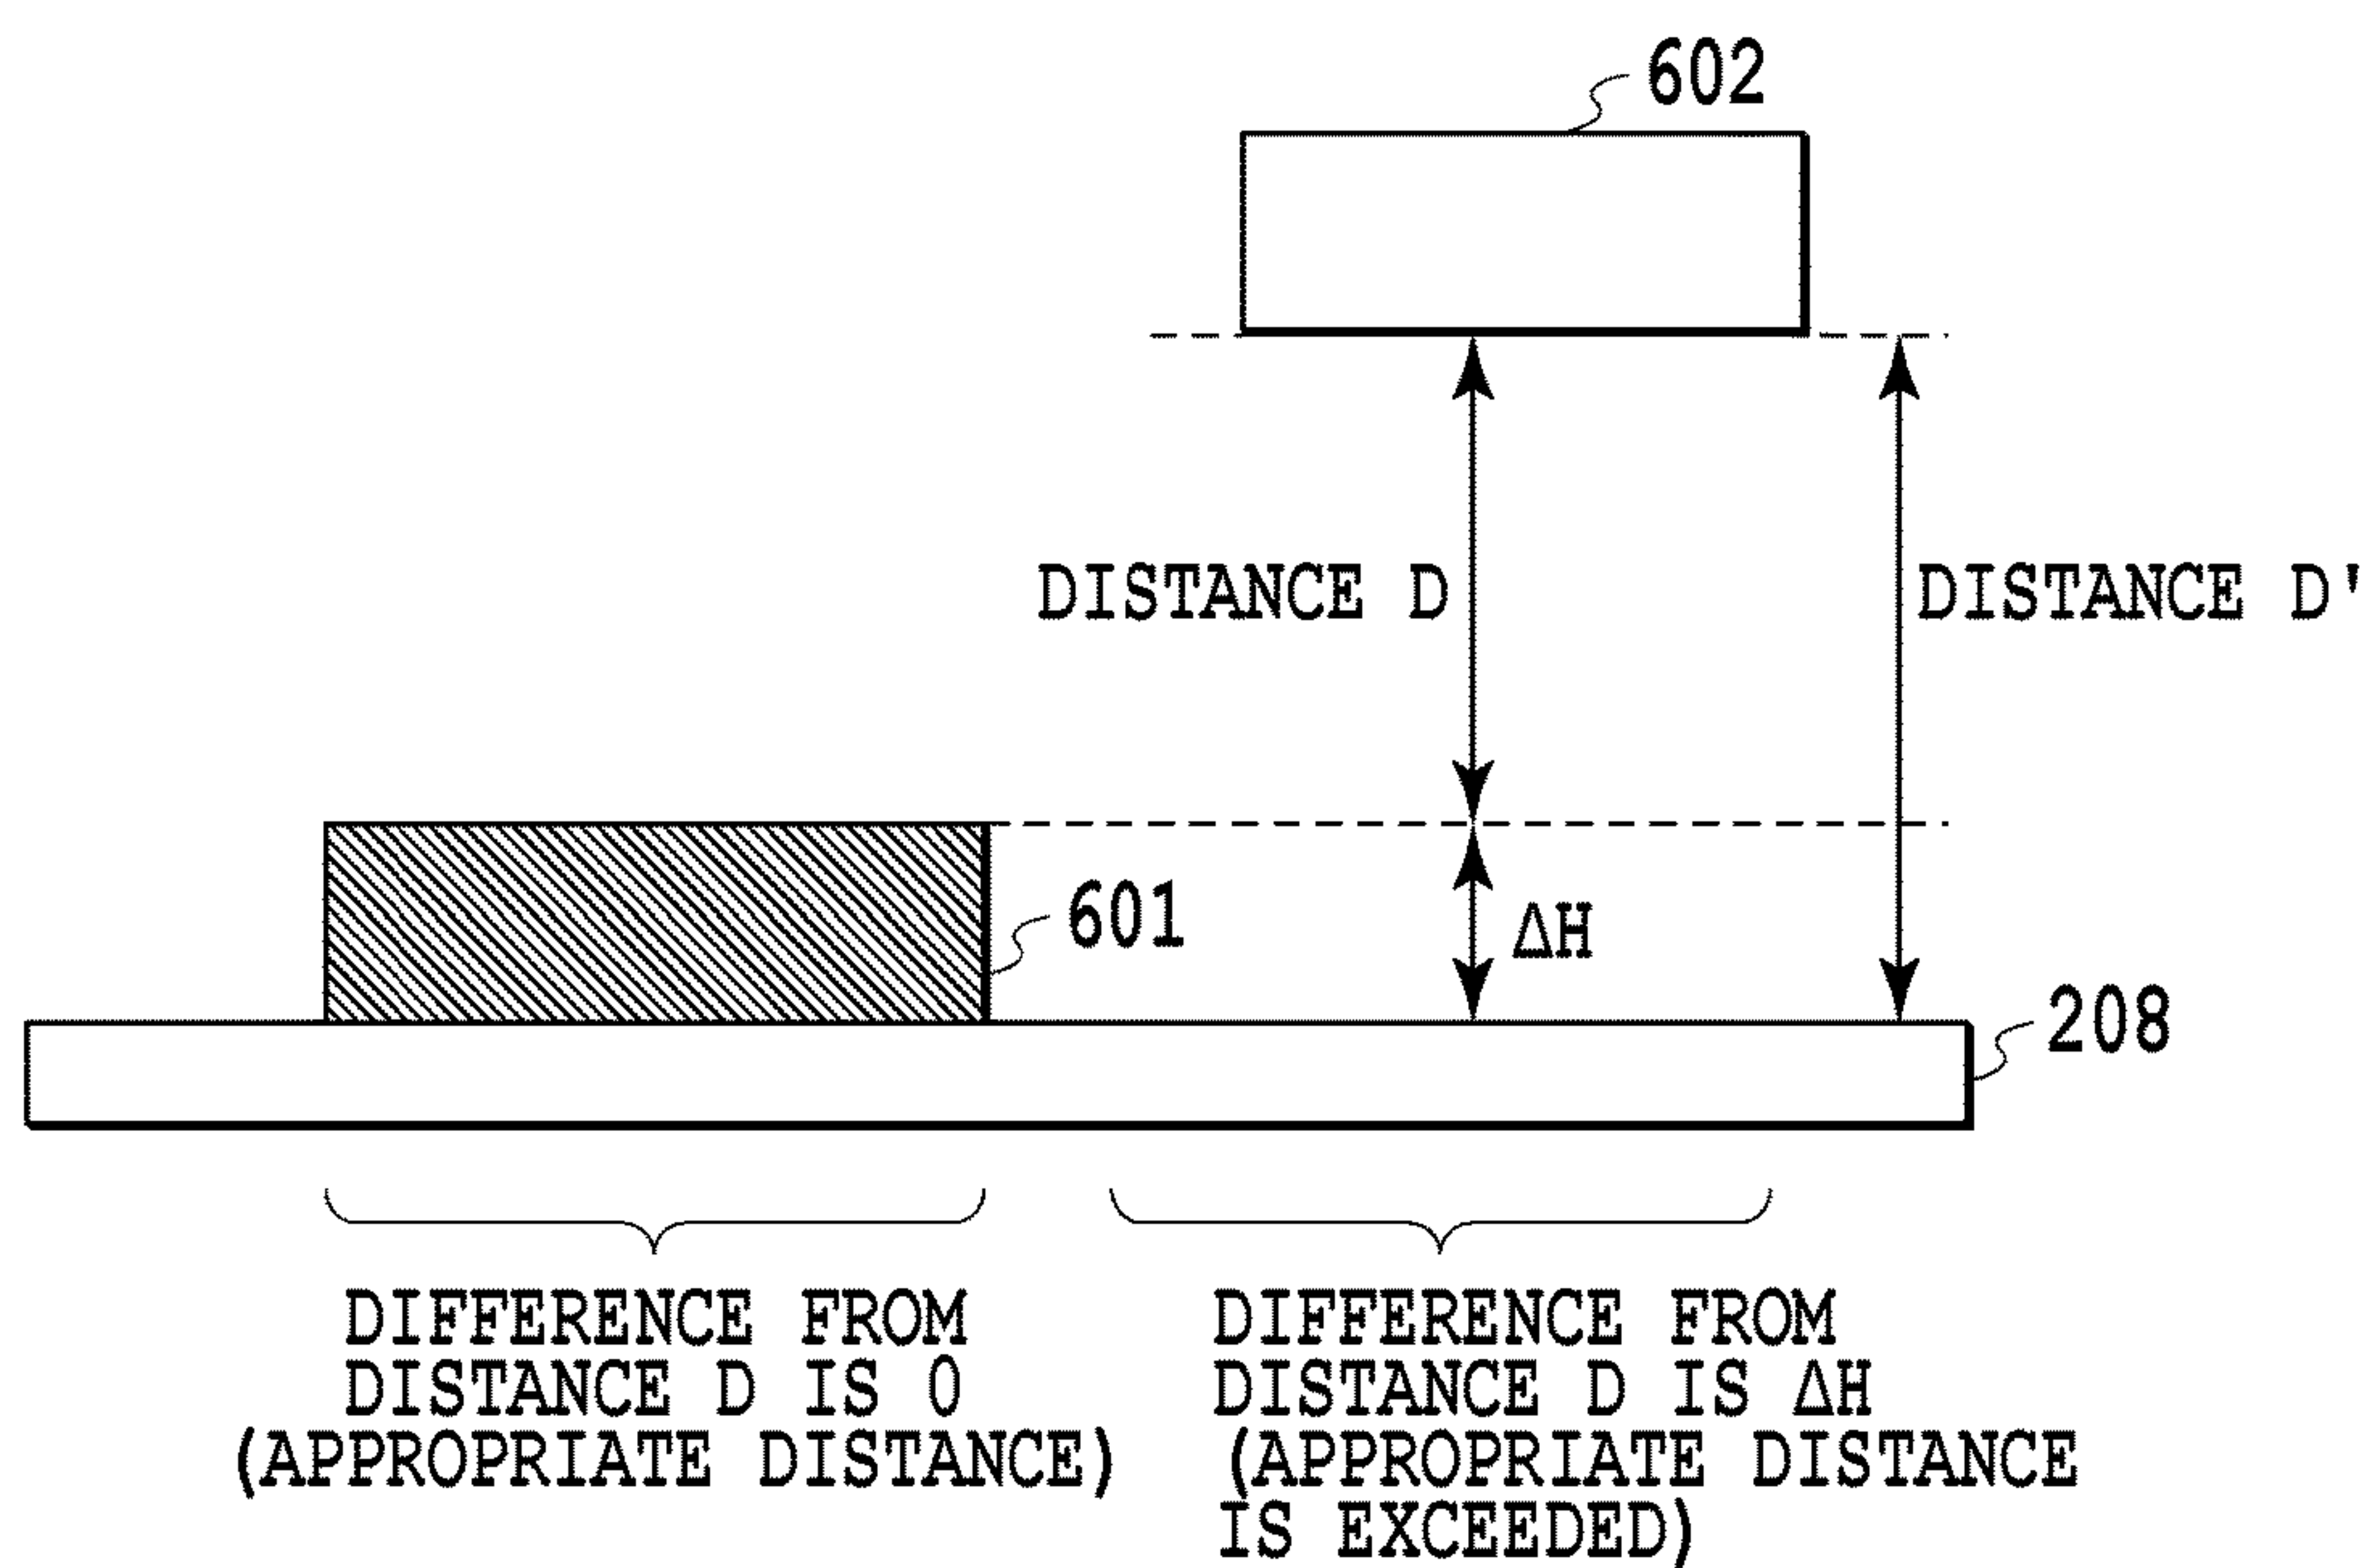 602
DISTANCE D
DISTANCE D'
601
ΔH
208
DIFFERENCE FROM
DISTANCE D IS 0
(APPROPRIATE DISTANCE)
DIFFERENCE FROM
DISTANCE D IS ΔH
(APPROPRIATE DISTANCE
IS EXCEEDED)